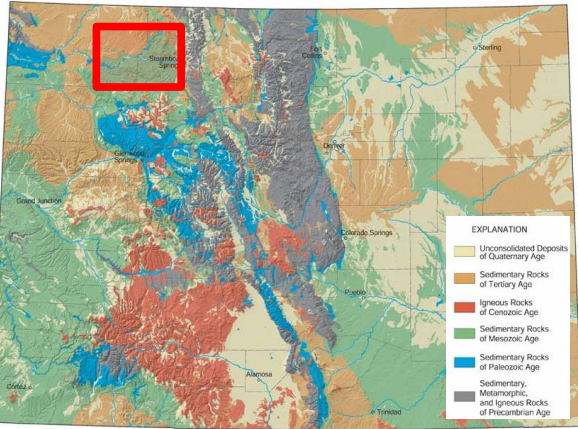 Steamboat
Springs
Fort
Collins
Sterling
Glenwood
Springs
Denver
Grand Junction
Colorado Springs
Pueblo
Alamosa
Cortez
Trinidad
EXPLANATION
Unconsolidated Deposits
of Quaternary Age
Sedimentary Rocks
of Tertiary Age
Igneous Rocks
of Cenozoic Age
Sedimentary Rocks
of Mesozoic Age
Sedimentary Rocks
of Paleozoic Age
Sedimentary,
Metamorphic,
and Igneous Rocks
of Precambrian Age